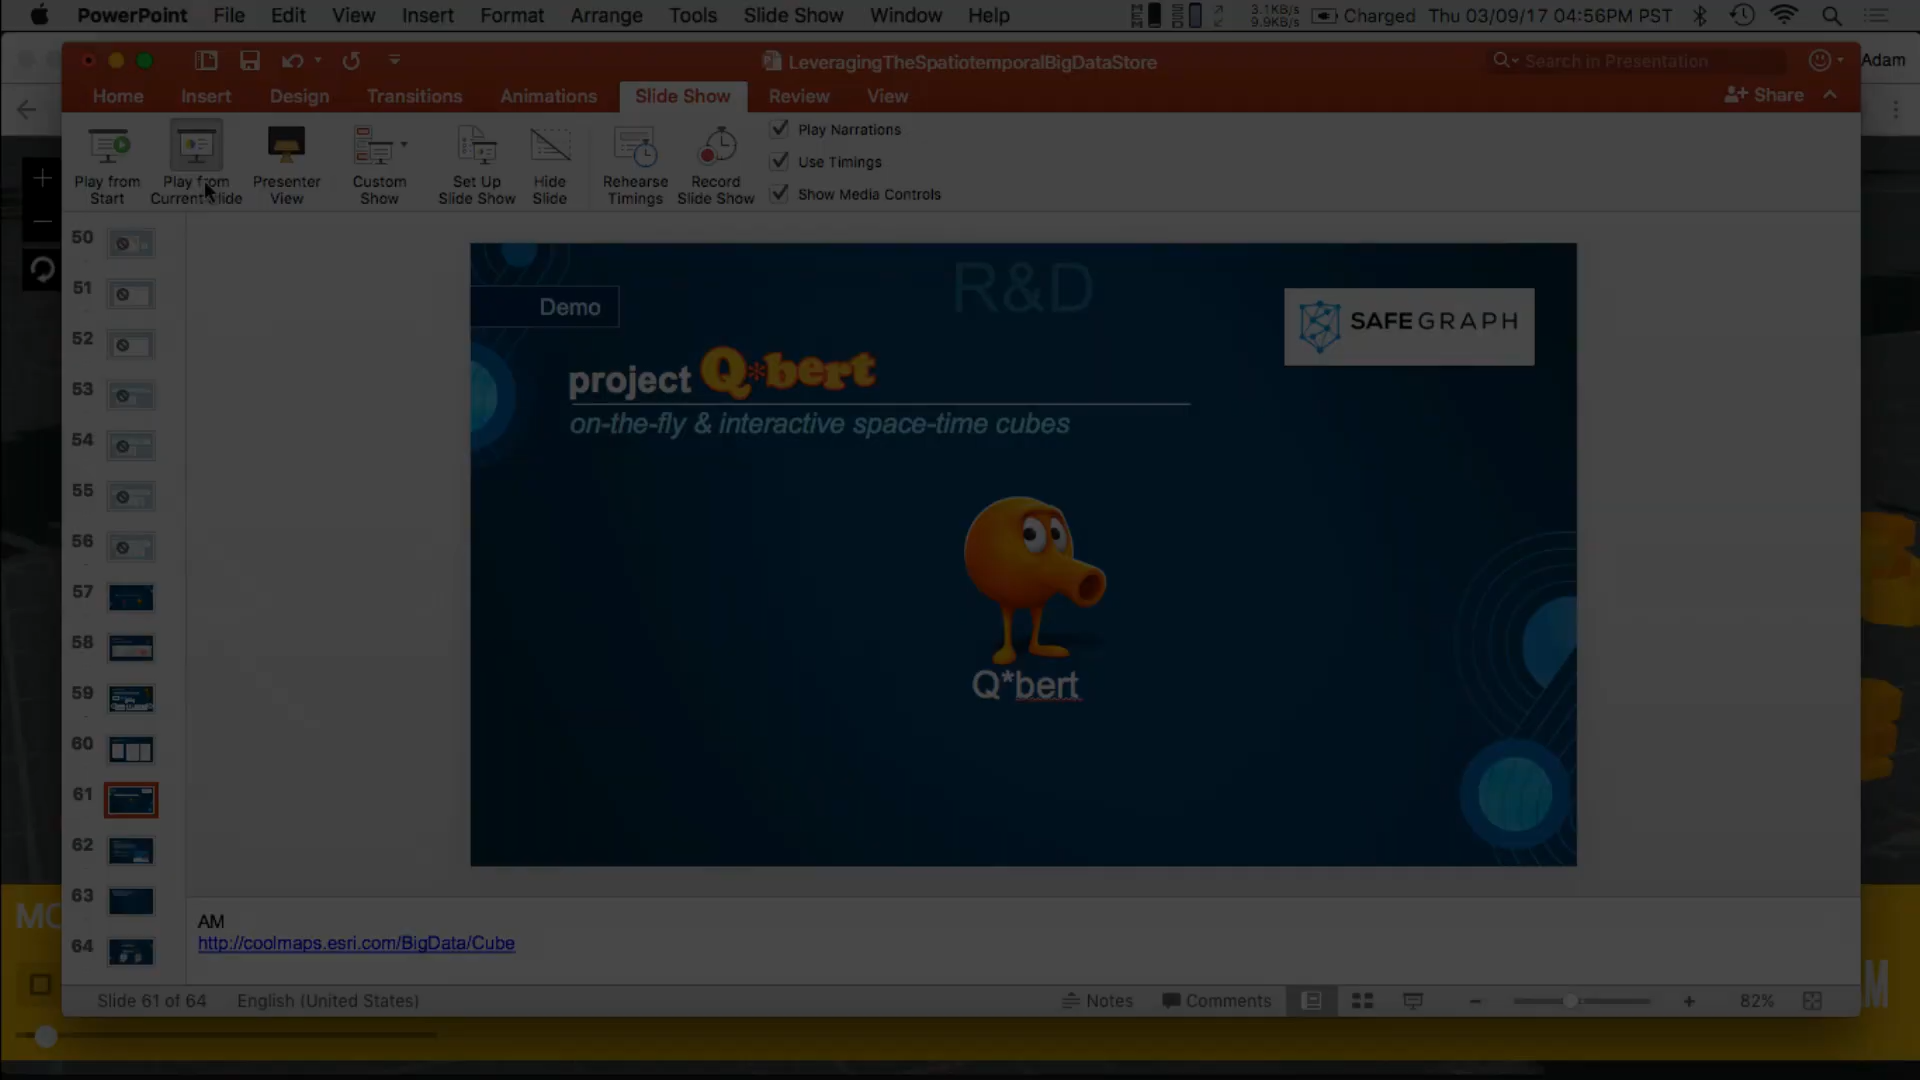 PowerPoint File Edit View Insert Format Arrange Tools Slide Show Window Help
3.1KB/s
9.9KB/s
Charged Thu 03/09/17 04:56PM PST
LeveragingTheSpatiotemporalBigDataStore
Search in Presentation
Adam
Home Insert Design Transitions Animations Slide Show Review View
Share
Play from Start
Play from Current Slide
Presenter View
Custom Show
Set Up Slide Show
Hide Slide
Rehearse Timings
Record Slide Show
Play Narrations
Use Timings
Show Media Controls
50
51
52
53
54
55
56
57
58
59
60
61
62
63
64
R&D
Demo
SAFEGRAPH
project Q*bert
on-the-fly & interactive space-time cubes
Q*bert
AM
http://coolmaps.esri.com/BigData/Cube
MO
M
Slide 61 of 64
English (United States)
Notes
Comments
82%